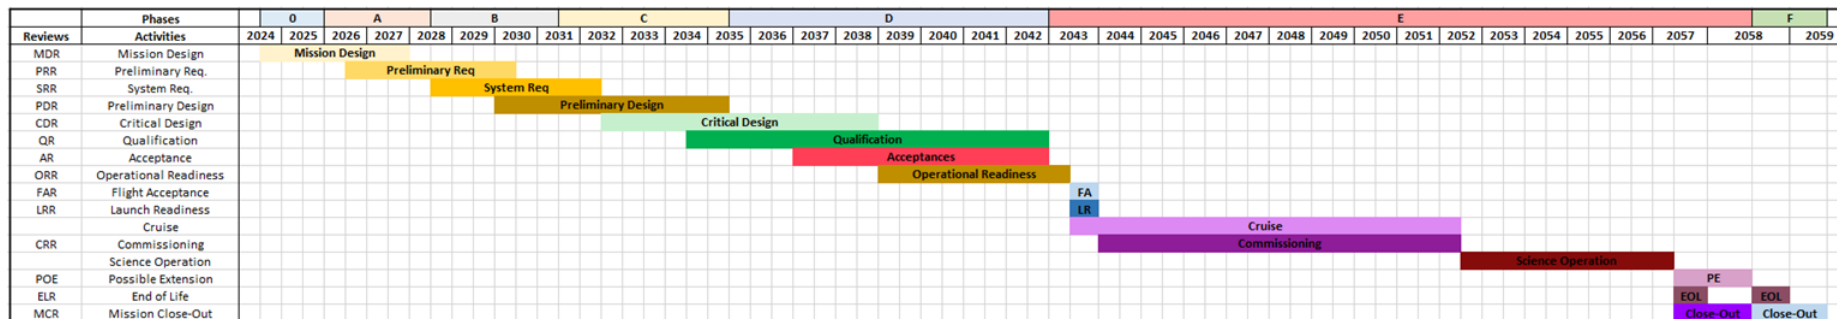 Phases 0 A B C D E F
Reviews Activities 2024 2025 2026 2027 2028 2029 2030 2031 2032 2033 2034 2035 2036 2037 2038 2039 2040 2041 2042 2043 2044 2045 2046 2047 2048 2049 2050 2051 2052 2053 2054 2055 2056 2057 2058 2059
MDR Mission Design Mission Design
PRR Preliminary Req. Preliminary Req
SRR System Req. System Req
PDR Preliminary Design Preliminary Design
CDR Critical Design Critical Design
QR Qualification Qualification
AR Acceptance Acceptances
ORR Operational Readiness Operational Readiness
FAR Flight Acceptance FA
LRR Launch Readiness LR
Cruise Cruise
CRR Commissioning Commissioning
Science Operation Science Operation
POE Possible Extension PE
ELR End of Life EOL EOL
MCR Mission Close-Out Close-Out Close-Out